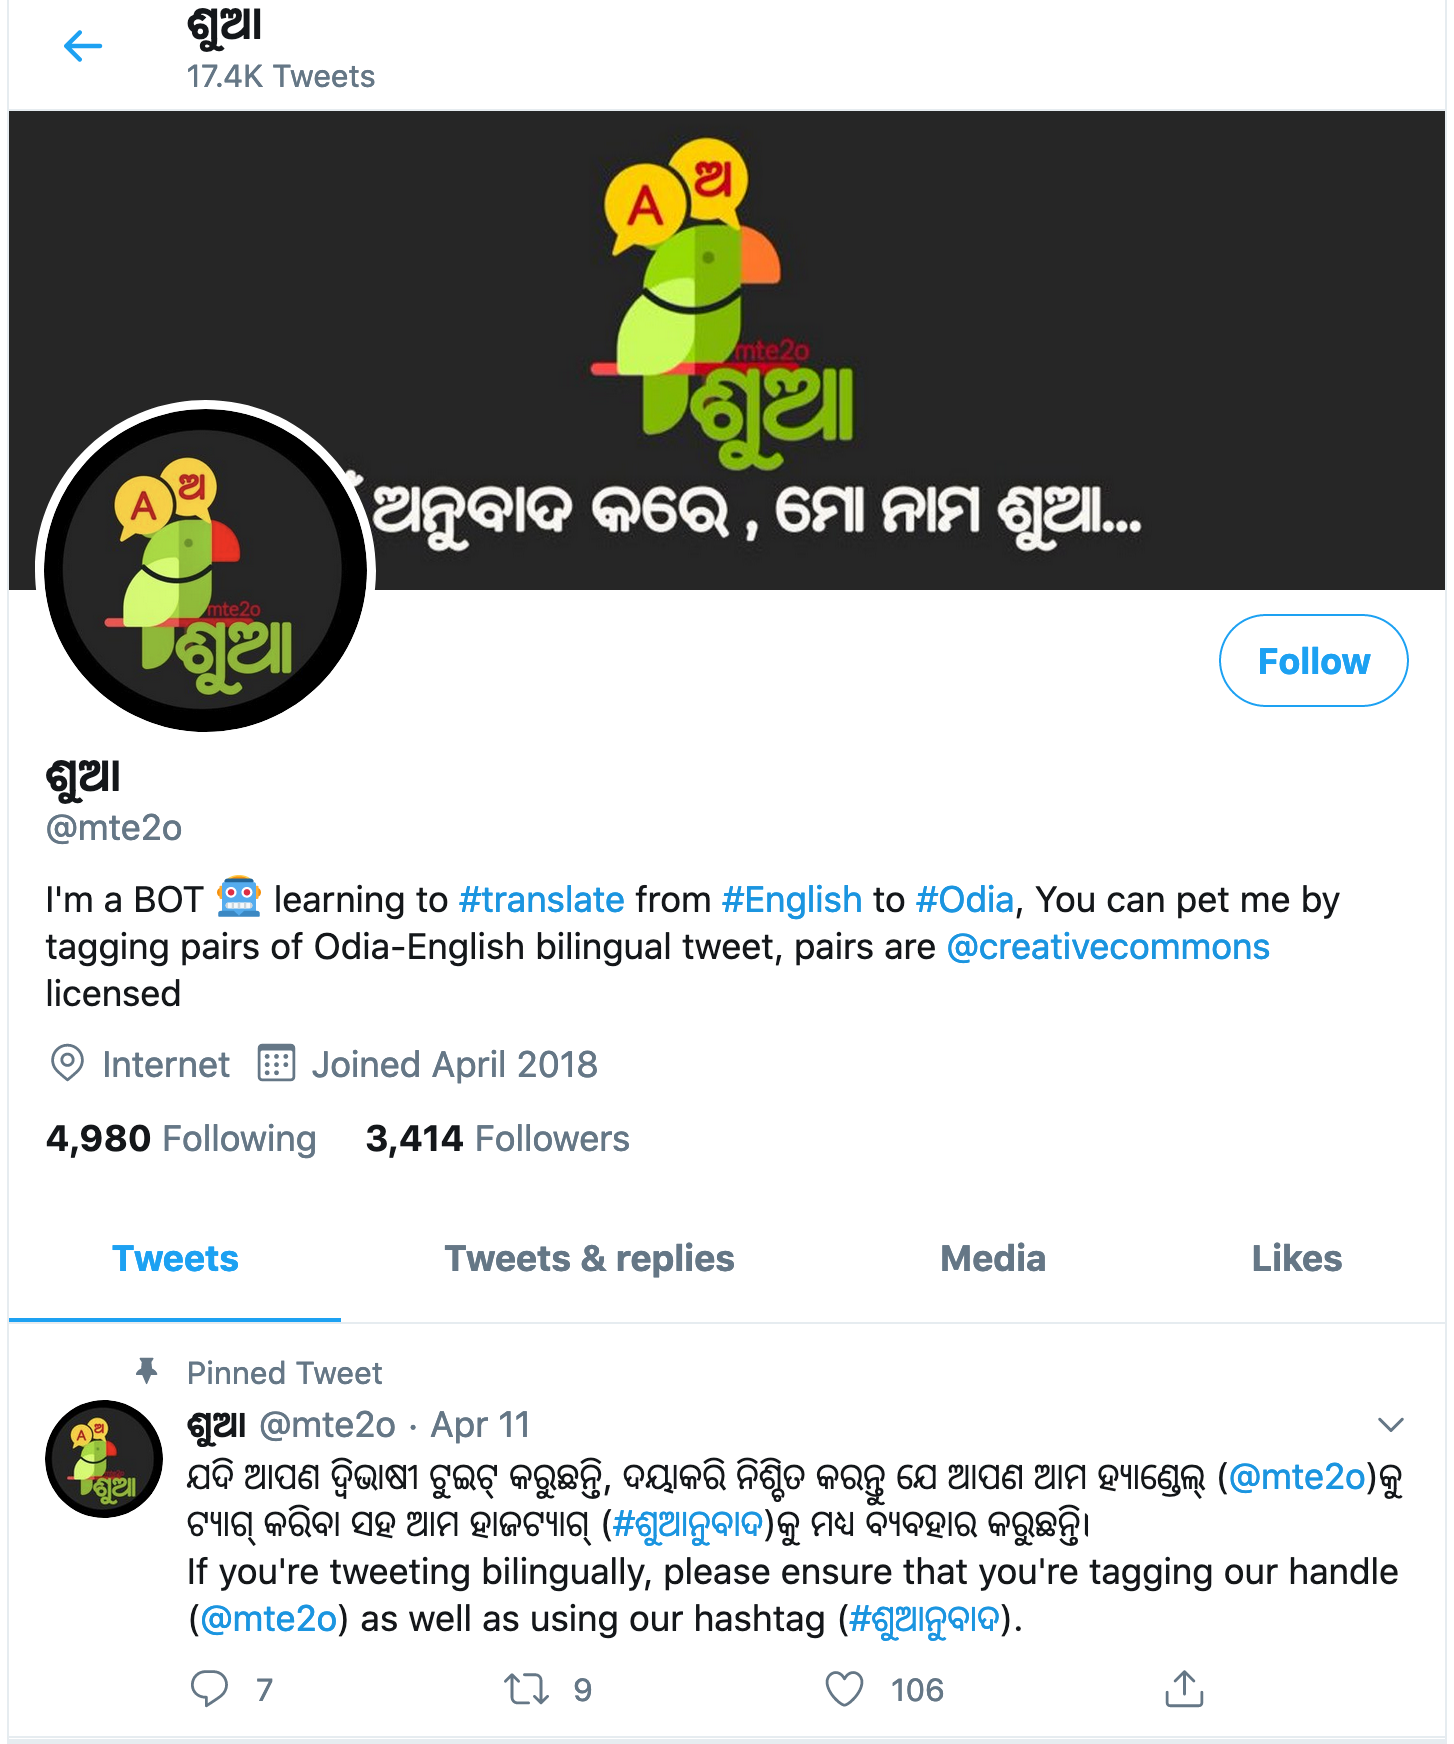 ଶୁଆ
17.4K Tweets
A
ଅ
mte2o
ଶୁଆ
ଅନୁବାଦ କରେ , ମୋ ନାମ ଶୁଆ...
A
ଅ
mte2o
ଶୁଆ
Follow
ଶୁଆ
@mte2o
I'm a BOT 🤖 learning to #translate from #English to #Odia, You can pet me by
tagging pairs of Odia-English bilingual tweet, pairs are @creativecommons
licensed
Internet Joined April 2018
4,980 Following 3,414 Followers
Tweets Tweets & replies Media Likes
Pinned Tweet
ଶୁଆ @mte2o · Apr 11
A
ଅ
ଶୁଆ
ଯଦି ଆପଣ ଦ୍ୱିଭାଷୀ ଟୁଇଟ୍ କରୁଛନ୍ତି, ଦୟାକରି ନିଶ୍ଚିତ କରନ୍ତୁ ଯେ ଆପଣ ଆମ ହ୍ୟାଣ୍ଡେଲ୍ (@mte2o)କୁ
ଟ୍ୟାଗ୍ କରିବା ସହ ଆମ ହାଜଟ୍ୟାଗ୍ (#ଶୁଆନୁବାଦ)କୁ ମଧ୍ୟ ବ୍ୟବହାର କରୁଛନ୍ତି।
If you're tweeting bilingually, please ensure that you're tagging our handle
(@mte2o) as well as using our hashtag (#ଶୁଆନୁବାଦ).
7 9 106